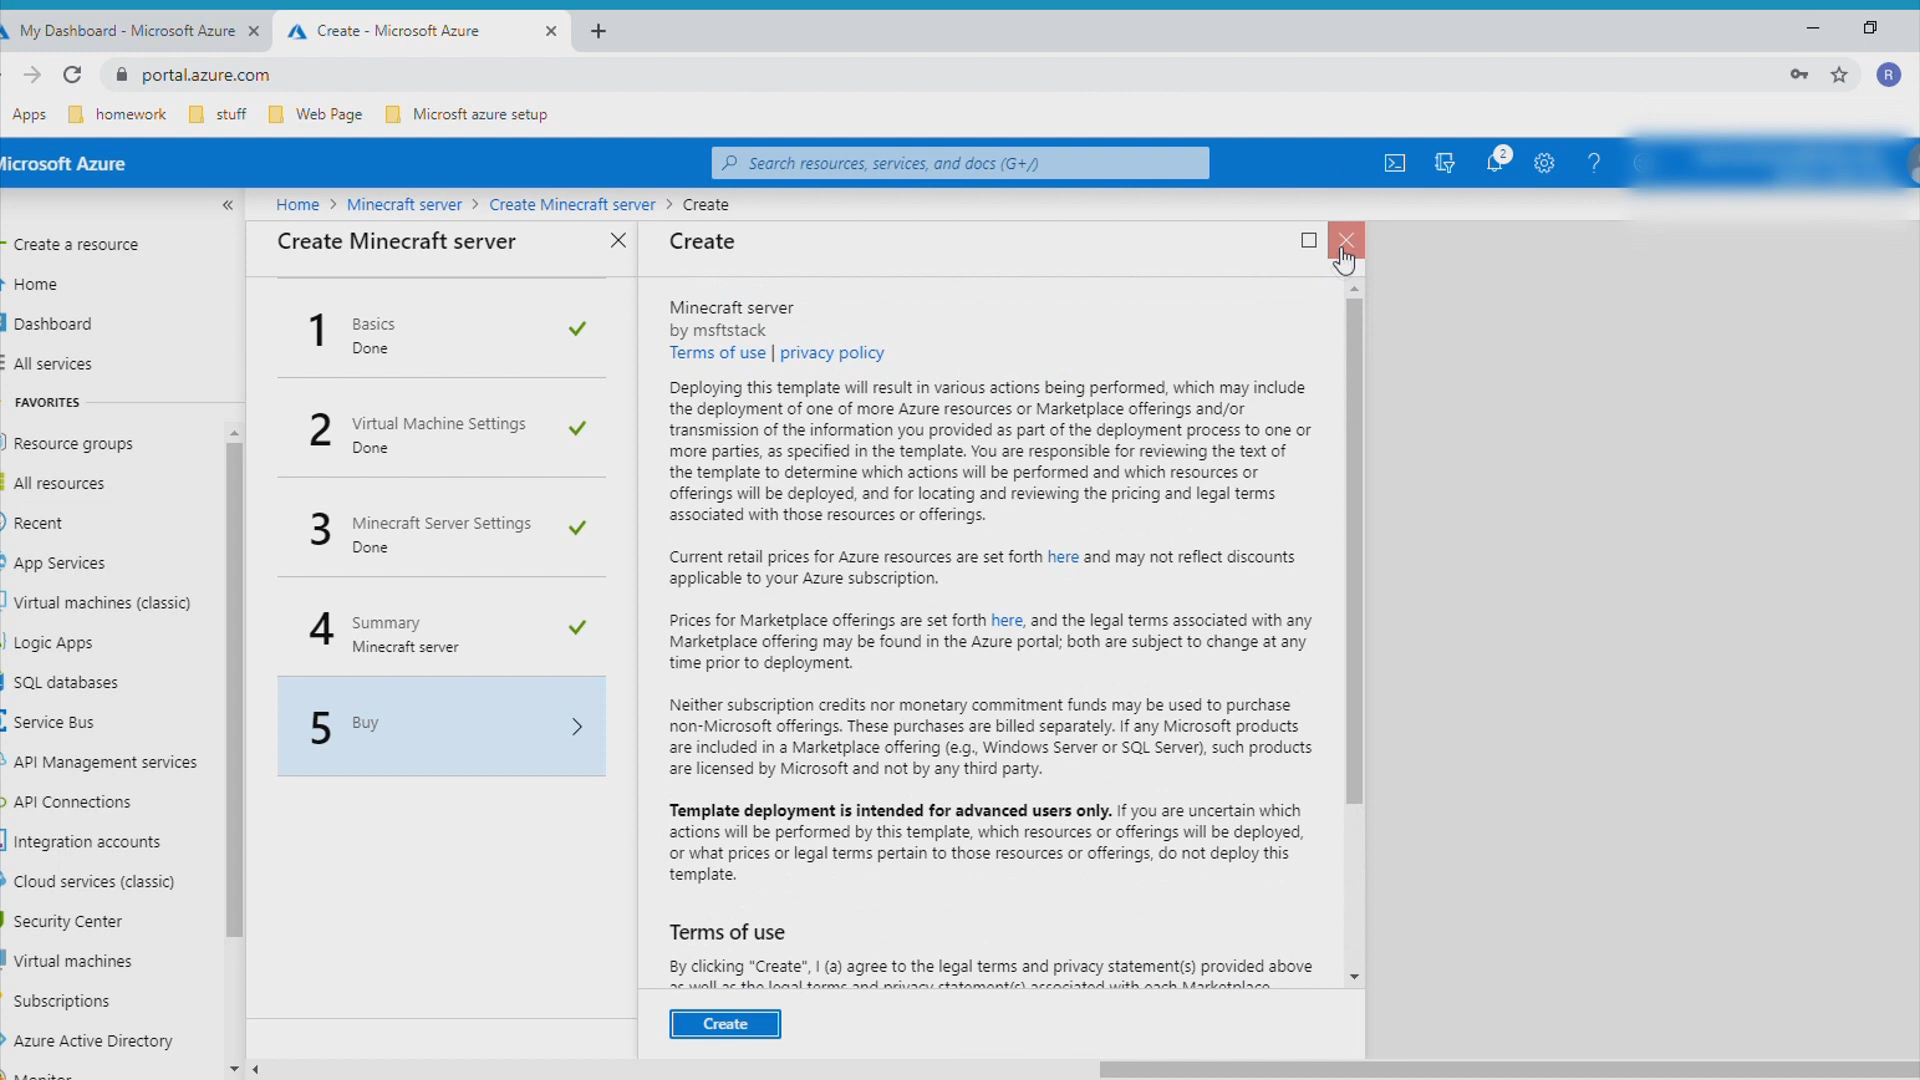 My Dashboard - Microsoft Azure
Create - Microsoft Azure
portal.azure.com
R
Apps
homework
stuff
Web Page
Microsft azure setup
Microsoft Azure
Search resources, services, and docs (G+/)
2
Home > Minecraft server > Create Minecraft server > Create
Create a resource
Home
Dashboard
All services
FAVORITES
Resource groups
All resources
Recent
App Services
Virtual machines (classic)
Logic Apps
SQL databases
Service Bus
API Management services
API Connections
Integration accounts
Cloud services (classic)
Security Center
Virtual machines
Subscriptions
Azure Active Directory
Monitor
Create Minecraft server
1 Basics
Done
2 Virtual Machine Settings
Done
3 Minecraft Server Settings
Done
4 Summary
Minecraft server
5 Buy
Create
Minecraft server
by msftstack
Terms of use | privacy policy
Deploying this template will result in various actions being performed, which may include
the deployment of one of more Azure resources or Marketplace offerings and/or
transmission of the information you provided as part of the deployment process to one or
more parties, as specified in the template. You are responsible for reviewing the text of
the template to determine which actions will be performed and which resources or
offerings will be deployed, and for locating and reviewing the pricing and legal terms
associated with those resources or offerings.
Current retail prices for Azure resources are set forth here and may not reflect discounts
applicable to your Azure subscription.
Prices for Marketplace offerings are set forth here, and the legal terms associated with any
Marketplace offering may be found in the Azure portal; both are subject to change at any
time prior to deployment.
Neither subscription credits nor monetary commitment funds may be used to purchase
non-Microsoft offerings. These purchases are billed separately. If any Microsoft products
are included in a Marketplace offering (e.g., Windows Server or SQL Server), such products
are licensed by Microsoft and not by any third party.
Template deployment is intended for advanced users only. If you are uncertain which
actions will be performed by this template, which resources or offerings will be deployed,
or what prices or legal terms pertain to those resources or offerings, do not deploy this
template.
Terms of use
By clicking "Create", I (a) agree to the legal terms and privacy statement(s) provided above
as well as the legal terms and privacy statement(s) associated with each Marketplace
Create